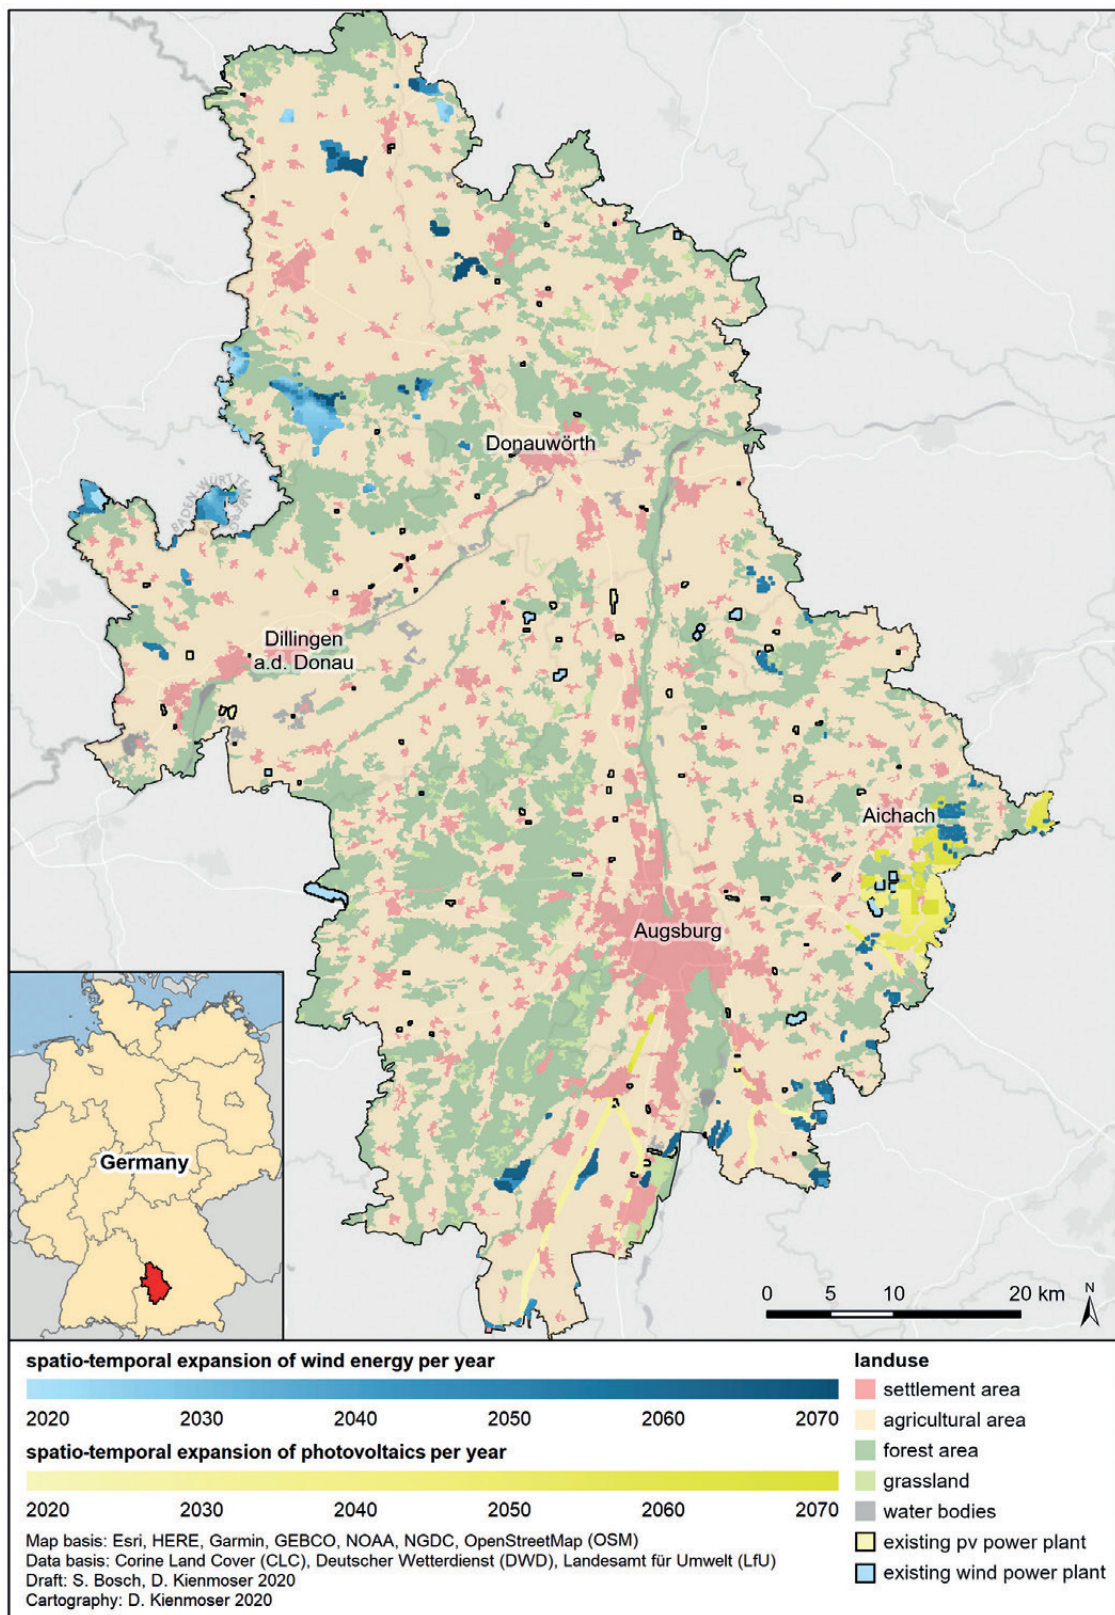 Donauwörth
BADEN-WÜRTTE
Dillingen
a.d. Donau
Aichach
Augsburg
Germany
0 5 10 20 km
N
spatio-temporal expansion of wind energy per year
2020 2030 2040 2050 2060 2070
spatio-temporal expansion of photovoltaics per year
2020 2030 2040 2050 2060 2070
Map basis: Esri, HERE, Garmin, GEBCO, NOAA, NGDC, OpenStreetMap (OSM)
Data basis: Corine Land Cover (CLC), Deutscher Wetterdienst (DWD), Landesamt für Umwelt (LfU)
Draft: S. Bosch, D. Kienmoser 2020
Cartography: D. Kienmoser 2020
landuse
settlement area
agricultural area
forest area
grassland
water bodies
existing pv power plant
existing wind power plant